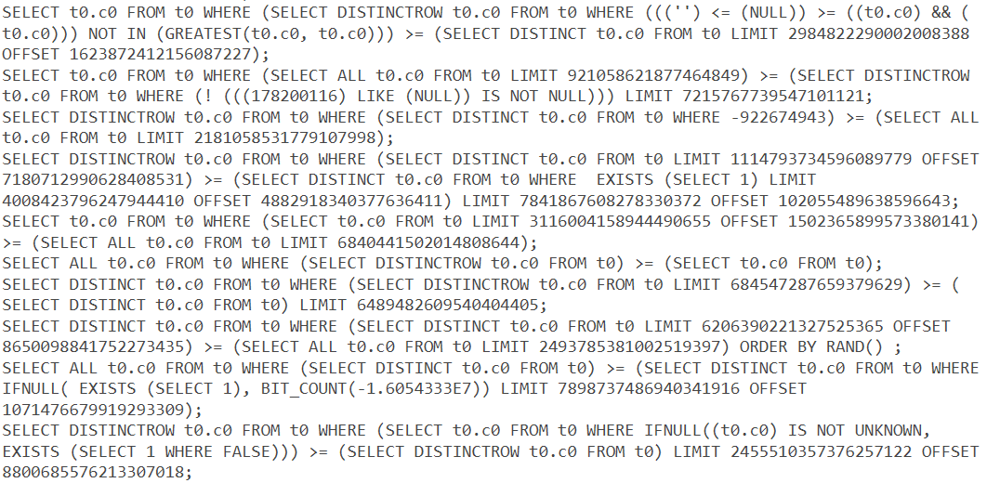 SELECT t0.c0 FROM t0 WHERE (SELECT DISTINCTROW t0.c0 FROM t0 WHERE (((('') <= (NULL)) >= ((t0.c0) && (
t0.c0))) NOT IN (GREATEST(t0.c0, t0.c0))) >= (SELECT DISTINCT t0.c0 FROM t0 LIMIT 2984822290002008388
OFFSET 1623872412156087227);
SELECT t0.c0 FROM t0 WHERE (SELECT ALL t0.c0 FROM t0 LIMIT 921058621877464849) >= (SELECT DISTINCTROW
t0.c0 FROM t0 WHERE (! (((178200116) LIKE (NULL)) IS NOT NULL))) LIMIT 7215767739547101121;
SELECT DISTINCTROW t0.c0 FROM t0 WHERE (SELECT DISTINCT t0.c0 FROM t0 WHERE -922674943) >= (SELECT ALL
t0.c0 FROM t0 LIMIT 2181058531779107998);
SELECT DISTINCTROW t0.c0 FROM t0 WHERE (SELECT DISTINCT t0.c0 FROM t0 LIMIT 1114793734596089779 OFFSET
7180712990628408531) >= (SELECT DISTINCT t0.c0 FROM t0 WHERE  EXISTS (SELECT 1) LIMIT
4008423796247944410 OFFSET 4882918340377636411) LIMIT 7841867608278330372 OFFSET 102055489638596643;
SELECT t0.c0 FROM t0 WHERE (SELECT t0.c0 FROM t0 LIMIT 3116004158944490655 OFFSET 1502365899573380141)
>= (SELECT ALL t0.c0 FROM t0 LIMIT 6840441502014808644);
SELECT ALL t0.c0 FROM t0 WHERE (SELECT DISTINCTROW t0.c0 FROM t0) >= (SELECT t0.c0 FROM t0);
SELECT DISTINCT t0.c0 FROM t0 WHERE (SELECT DISTINCTROW t0.c0 FROM t0 LIMIT 684547287659379629) >= (
SELECT DISTINCT t0.c0 FROM t0) LIMIT 6489482609540404405;
SELECT DISTINCT t0.c0 FROM t0 WHERE (SELECT DISTINCT t0.c0 FROM t0 LIMIT 6206390221327525365 OFFSET
8650098841752273435) >= (SELECT ALL t0.c0 FROM t0 LIMIT 2493785381002519397) ORDER BY RAND() ;
SELECT ALL t0.c0 FROM t0 WHERE (SELECT DISTINCT t0.c0 FROM t0) >= (SELECT DISTINCT t0.c0 FROM t0 WHERE
IFNULL( EXISTS (SELECT 1), BIT_COUNT(-1.6054333E7)) LIMIT 7898737486940341916 OFFSET
1071476679919293309);
SELECT DISTINCTROW t0.c0 FROM t0 WHERE (SELECT t0.c0 FROM t0 WHERE IFNULL((t0.c0) IS NOT UNKNOWN,
EXISTS (SELECT 1 WHERE FALSE))) >= (SELECT DISTINCTROW t0.c0 FROM t0) LIMIT 2455510357376257122 OFFSET
8800685576213307018;